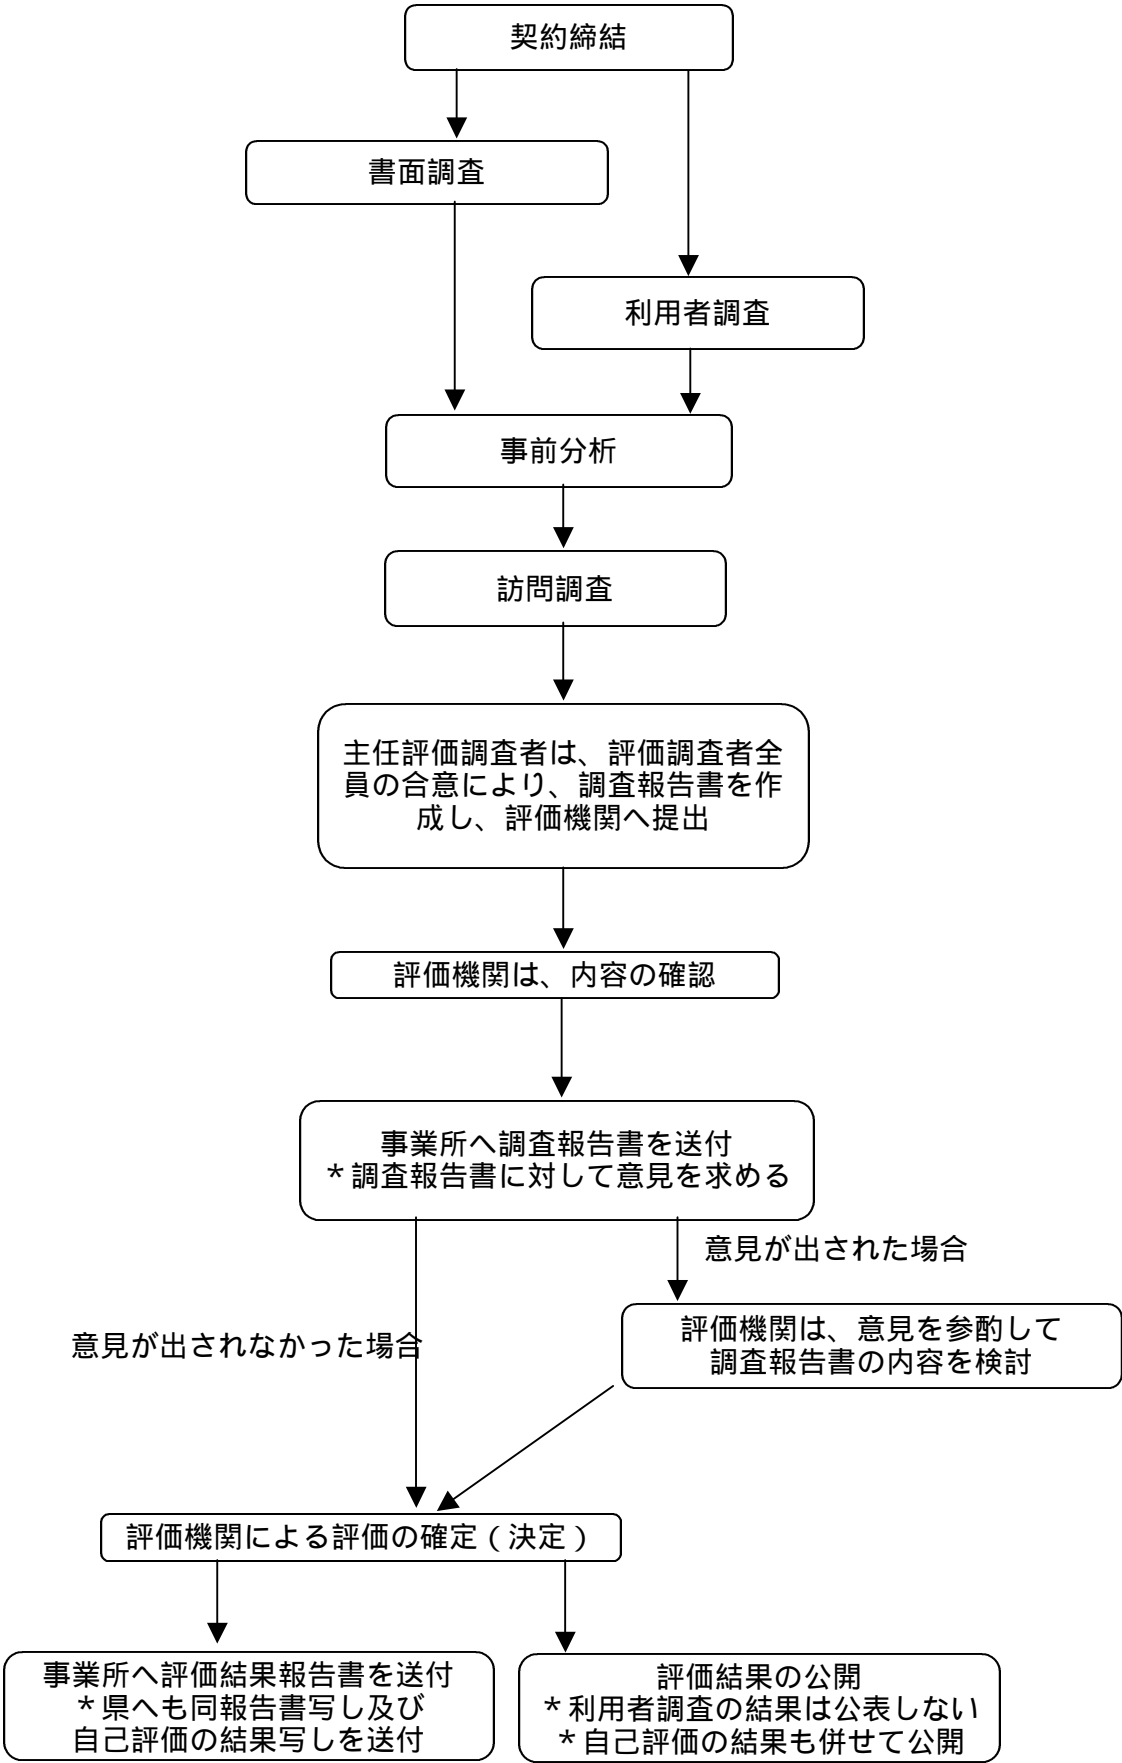 契約締結
書面調査
利用者調査
事前分析
訪問調査
主任評価調査者は、評価調査者全
員の合意により、調査報告書を作
成し、評価機関へ提出
評価機関は、内容の確認
事業所へ調査報告書を送付
＊調査報告書に対して意見を求める
意見が出された場合
評価機関は、意見を参酌して
調査報告書の内容を検討
意見が出されなかった場合
評価機関による評価の確定（決定）
事業所へ評価結果報告書を送付
＊県へも同報告書写し及び
自己評価の結果写しを送付
評価結果の公開
＊利用者調査の結果は公表しない
＊自己評価の結果も併せて公開